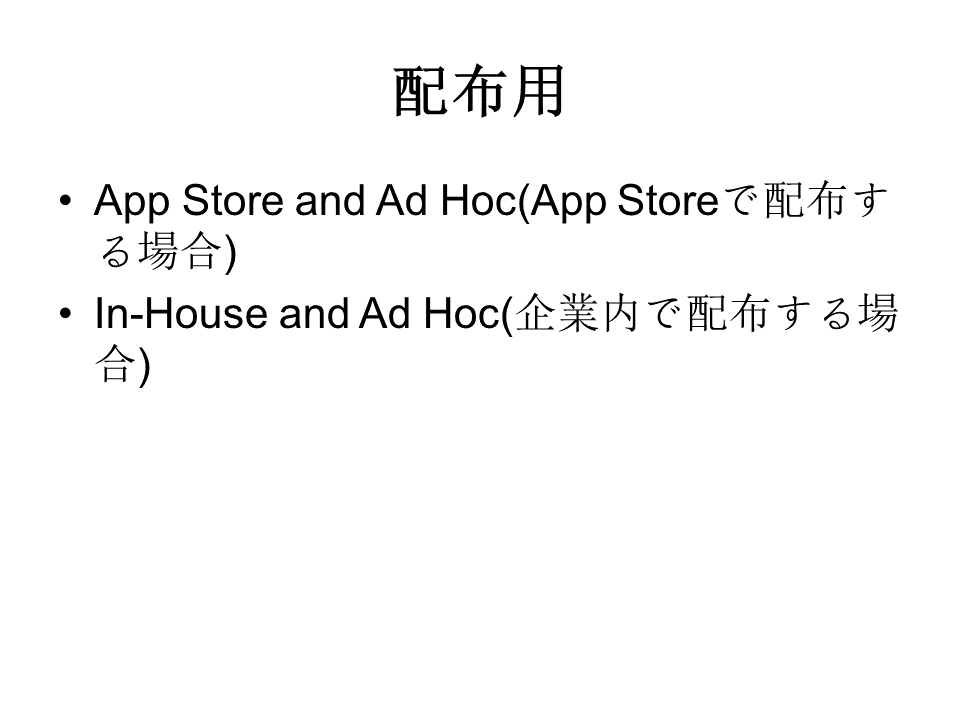 配布用
• App Store and Ad Hoc(App Storeで配布す
る場合)
• In-House and Ad Hoc(企業内で配布する場
合)